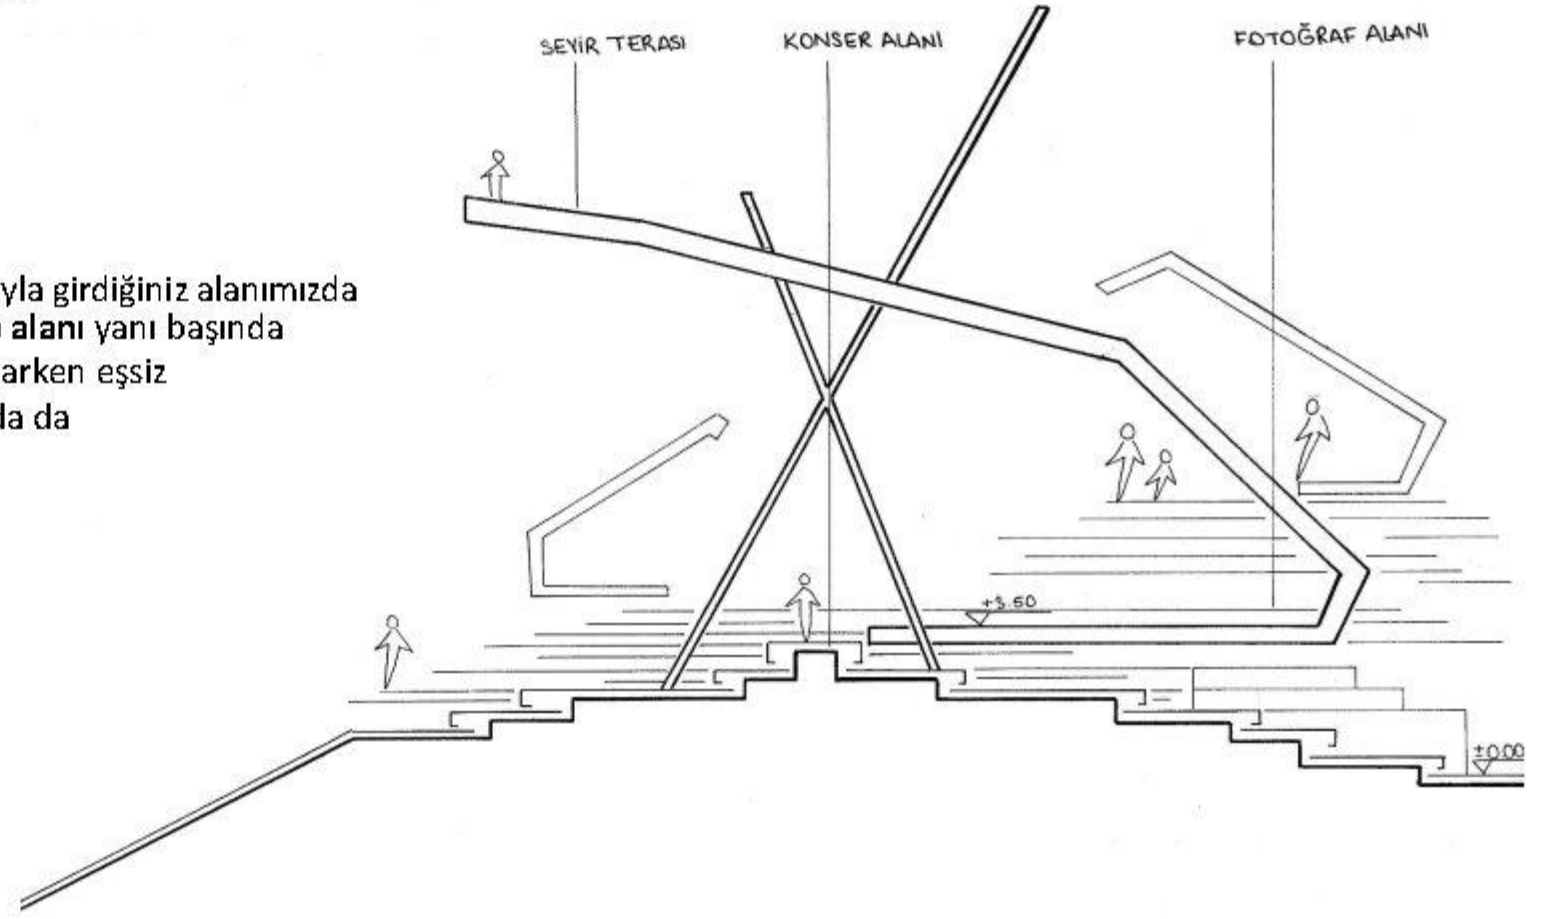 SEYİR TERASI
KONSER ALANI
FOTOĞRAF ALANI
yla girdiğiniz alanımızda
alanı yanı başında
arken eşsiz
da da
+3.50
±0.00